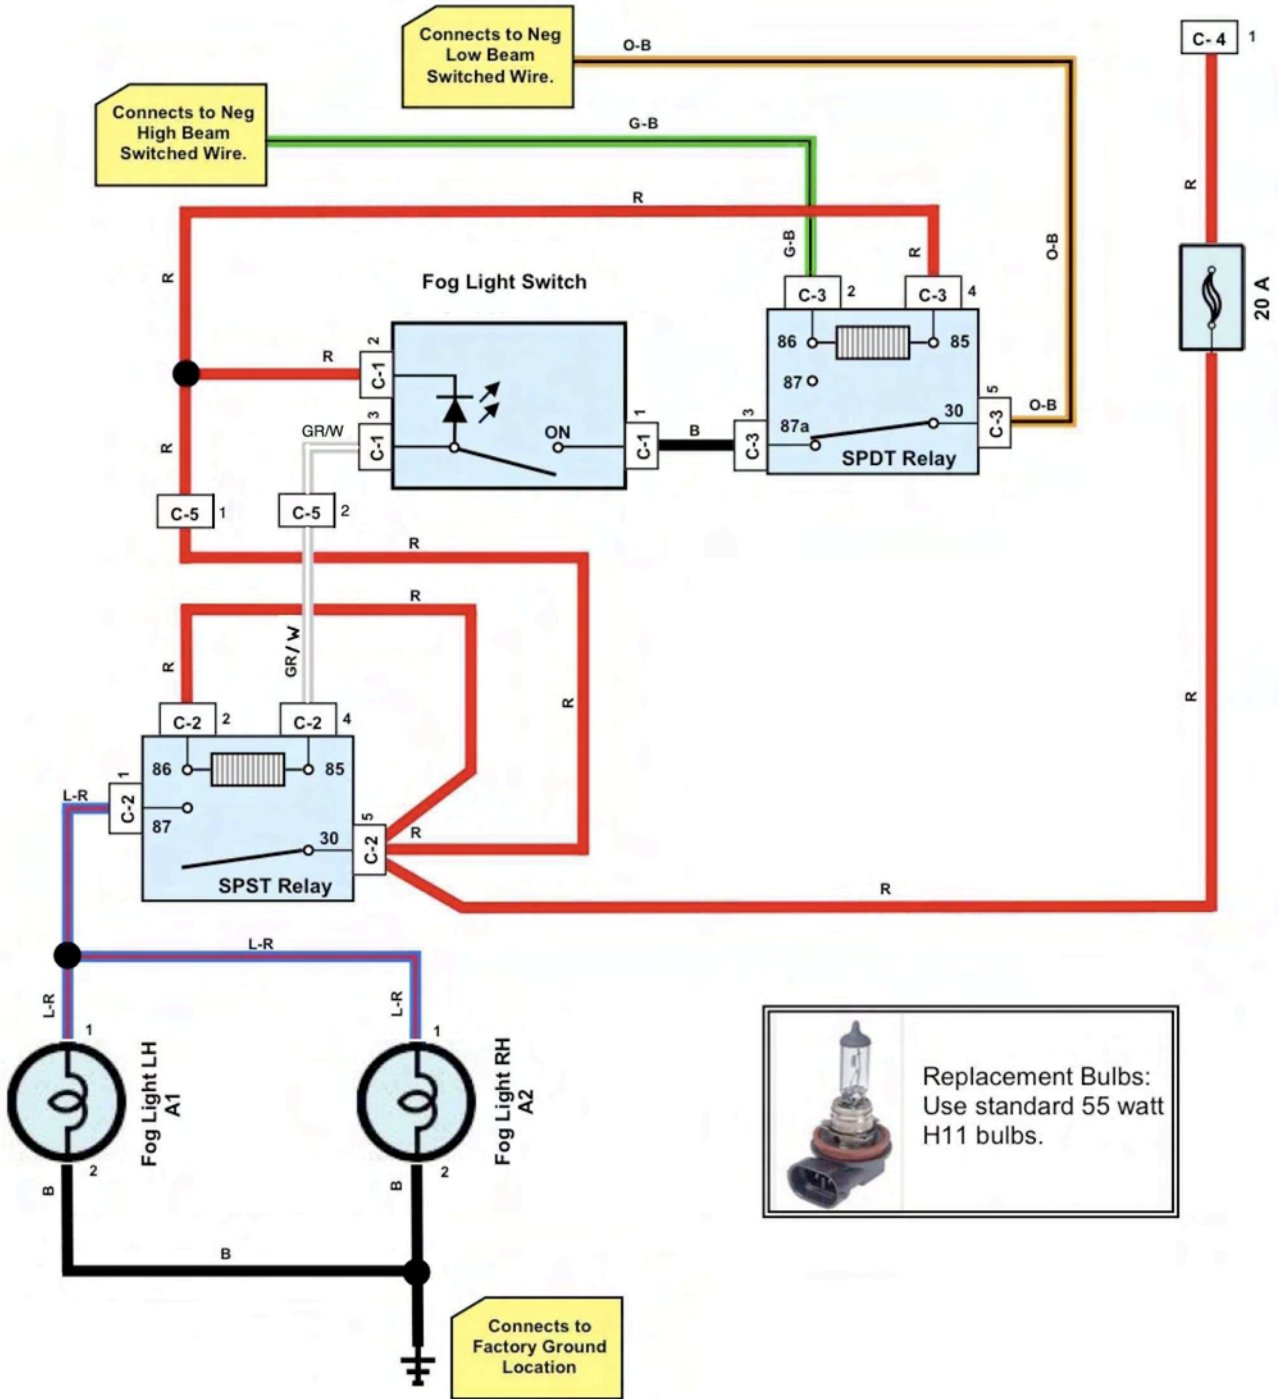 Connects to Neg
Low Beam
Switched Wire.
O-B
C- 4 1
Connects to Neg
High Beam
Switched Wire.
G-B
R
R
G-B
R
O-B
R
Fog Light Switch
C-3 2
C-3 4
20 A
86
85
87
R
2
C-1
GR/W
3
C-1
ON
1
C-1
B
3
C-3
87a
30
5
C-3
O-B
SPDT Relay
R
C-5 1
C-5 2
R
R
R
GR/W
R
R
C-2 2
C-2 4
86
85
L-R
1
C-2
87
30
5
C-2
R
SPST Relay
R
L-R
L-R
L-R
1
1
Fog Light LH
A1
Fog Light RH
A2
2
2
B
B
B
Replacement Bulbs:
Use standard 55 watt
H11 bulbs.
Connects to
Factory Ground
Location